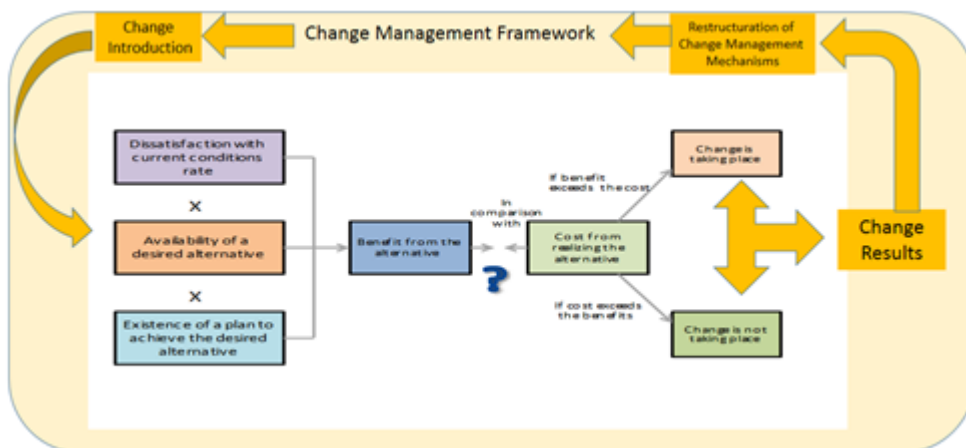 Change
Introduction
Change Management Framework
Restructuration of
Change Management
Mechanisms
Dissatisfaction with
current conditions
rate
X
Availability of a
desired alternative
X
Existence of a plan to
achieve the desired
alternative
Benefit from the
alternative
In
comparison
with
?
Cost from
realizing the
alternative
If benefit
exceeds the cost
If cost exceeds
the benefits
Change is
taking place
Change is not
taking place
Change
Results